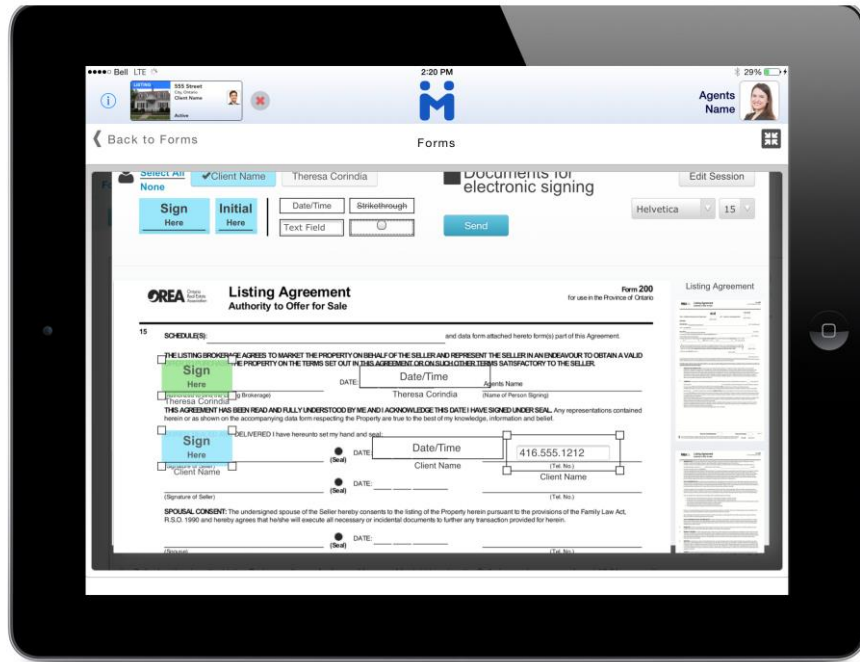 Bell LTE 2:20 PM 29%
LISTING 555 Street
City, Ontario
Client Name
Active
Agents
Name
Back to Forms
Forms
Select All
None
✔Client Name
Theresa Corindia
Documents for
electronic signing
Edit Session
Sign
Here
Initial
Here
Date/Time
Strikethrough
Text Field
Send
Helvetica
15
OREA Ontario
Real Estate
Association
Listing Agreement
Authority to Offer for Sale
Form 200
for use in the Province of Ontario
Listing Agreement
15
SCHEDULE(S): and data form attached hereto form(s) part of this Agreement.
THE LISTING BROKERAGE AGREES TO MARKET THE PROPERTY ON BEHALF OF THE SELLER AND REPRESENT THE SELLER IN AN ENDEAVOUR TO OBTAIN A VALID
THE PROPERTY ON THE TERMS SET OUT IN THIS AGREEMENT OR ON SUCH OTHER TERMS SATISFACTORY TO THE SELLER.
Sign
Here
DATE:
Date/Time
Agents Name
g Brokerage)
Theresa Corindia
Theresa Corindia
(Name of Person Signing)
THIS AGREEMENT HAS BEEN READ AND FULLY UNDERSTOOD BY ME AND I ACKNOWLEDGE THIS DATE I HAVE SIGNED UNDER SEAL. Any representations contained
herein or as shown on the accompanying data form respecting the Property are true to the best of my knowledge, information and belief.
DELIVERED I have hereunto set my hand and seal:
Sign
Here
(Seal)
DATE:
Date/Time
416.555.1212
(Signature of Seller)
Client Name
Client Name
(Tel. No.)
Client Name
(Seal)
DATE:
(Signature of Seller)
(Tel. No.)
SPOUSAL CONSENT: The undersigned spouse of the Seller hereby consents to the listing of the Property herein pursuant to the provisions of the Family Law Act,
R.S.O. 1990 and hereby agrees that he/she will execute all necessary or incidental documents to further any transaction provided for herein.
(Seal)
DATE:
(Spouse)
(Tel. No.)